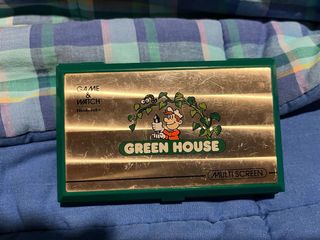 GAME
&
WATCH
Nintendo
GREEN HOUSE
MULTI SCREEN